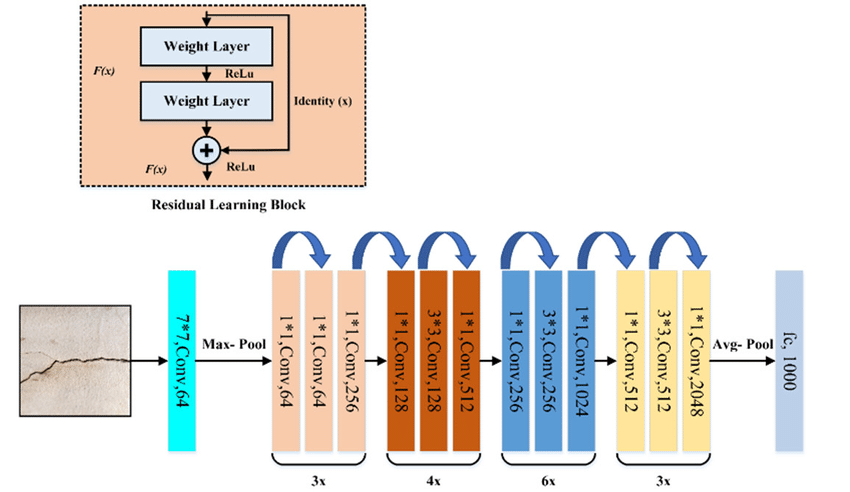 Weight Layer
F(x)
ReLu
Weight Layer
Identity (x)
+
F(x)
ReLu
Residual Learning Block
7*7,Conv,64
Max- Pool
1*1,Conv,64
1*1,Conv,64
1*1,Conv,256
1*1,Conv,128
3*3,Conv,128
1*1,Conv,512
1*1,Conv,256
3*3,Conv,256
1*1,Conv,1024
1*1,Conv,512
3*3,Conv,512
1*1,Conv,2048
Avg- Pool
fc, 1000
3x
4x
6x
3x